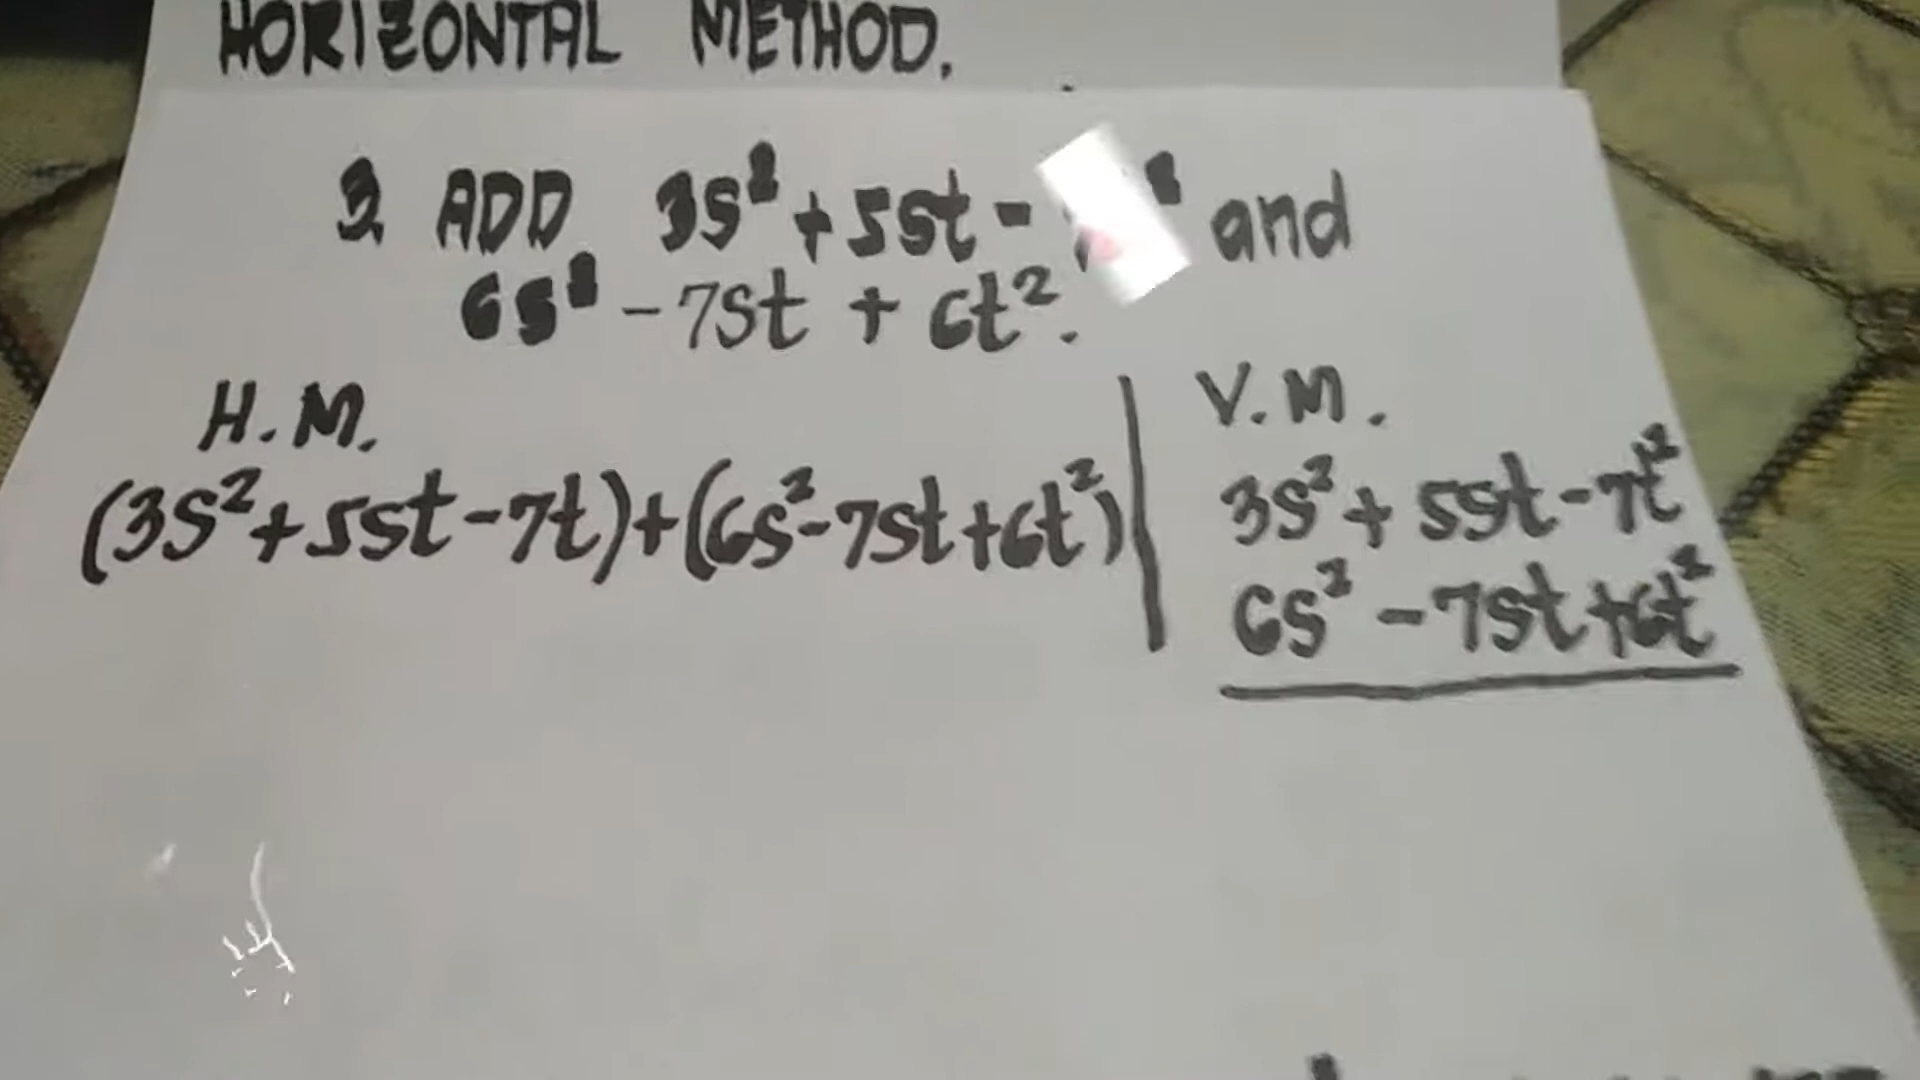 HORIZONTAL METHOD.
2. ADD 3s² + 5st - ² and
6s² - 7st + 6t².
H.M.
(3s² + 5st - 7t) + (6s² - 7st + 6t²)
V.M.
3s² + 5st - 7t²
6s² - 7st + 6t²